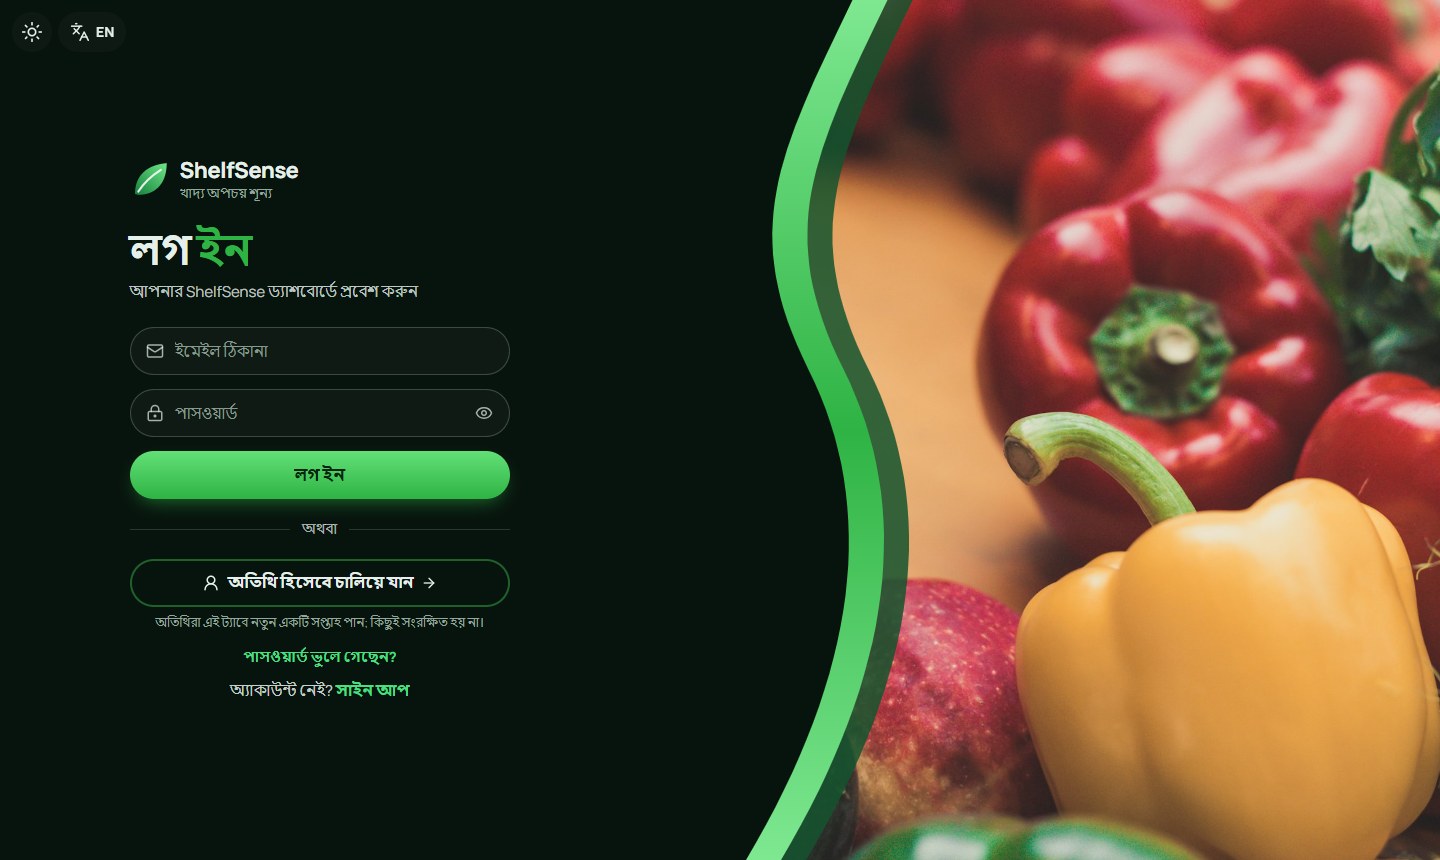 EN
ShelfSense
খাদ্য অপচয় শূন্য
লগ ইন
আপনার ShelfSense ড্যাশবোর্ডে প্রবেশ করুন
ইমেইল ঠিকানা
পাসওয়ার্ড
লগ ইন
অথবা
অতিথি হিসেবে চালিয়ে যান
অতিথিরা এই ট্যাবে নতুন একটি সপ্তাহ পান; কিছুই সংরক্ষিত হয় না।
পাসওয়ার্ড ভুলে গেছেন?
অ্যাকাউন্ট নেই? সাইন আপ